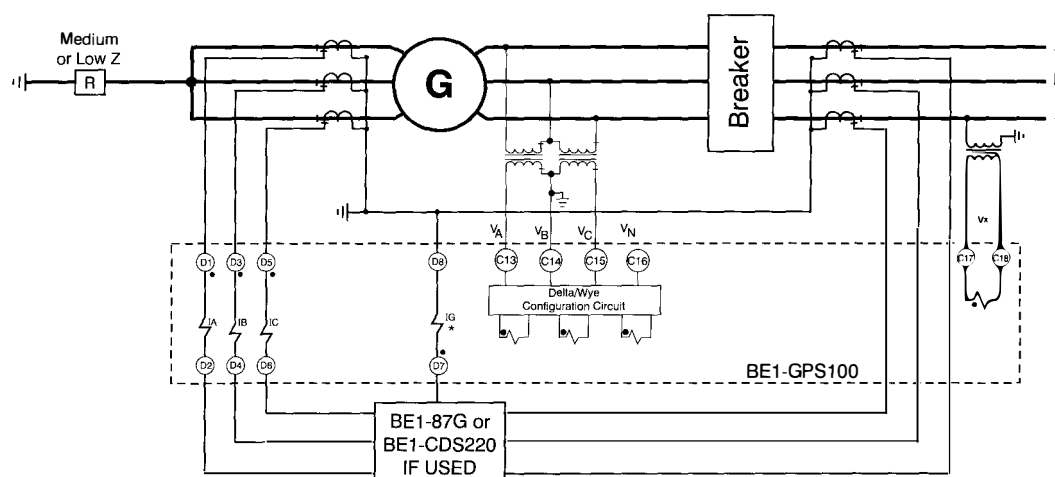 Medium
or Low Z
R
G
Breaker
VA
VB
VC
VN
Vx
D1
D3
D5
D8
C13
C14
C15
C16
C17
C18
Delta/Wye
Configuration Circuit
IA
IB
IC
IG
*
D2
D4
D6
D7
BE1-GPS100
BE1-87G or
BE1-CDS220
IF USED